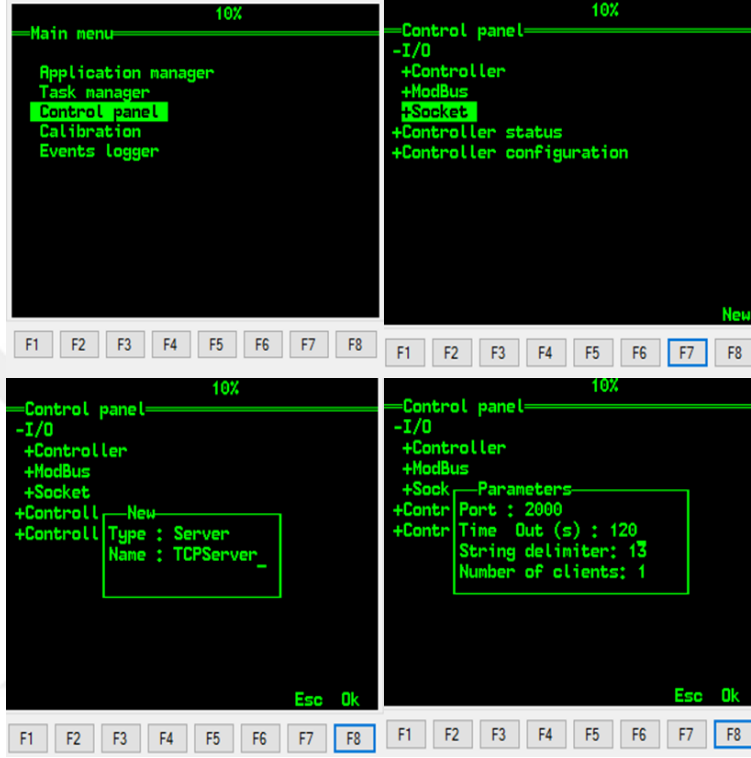 10%
Main menu
Application manager
Task manager
Control panel
Calibration
Events logger
F1 F2 F3 F4 F5 F6 F7 F8
10%
Control panel
-I/O
+Controller
+ModBus
+Socket
+Controller status
+Controller configuration
New
F1 F2 F3 F4 F5 F6 F7 F8
10%
Control panel
-I/O
+Controller
+ModBus
+Socket
+Controll New
+Controll Type : Server
Name : TCPServer_
Esc Ok
F1 F2 F3 F4 F5 F6 F7 F8
10%
Control panel
-I/O
+Controller
+ModBus
+Sock Parameters
+Contr Port : 2000
+Contr Time Out (s) : 120
String delimiter: 13
Number of clients: 1
Esc Ok
F1 F2 F3 F4 F5 F6 F7 F8